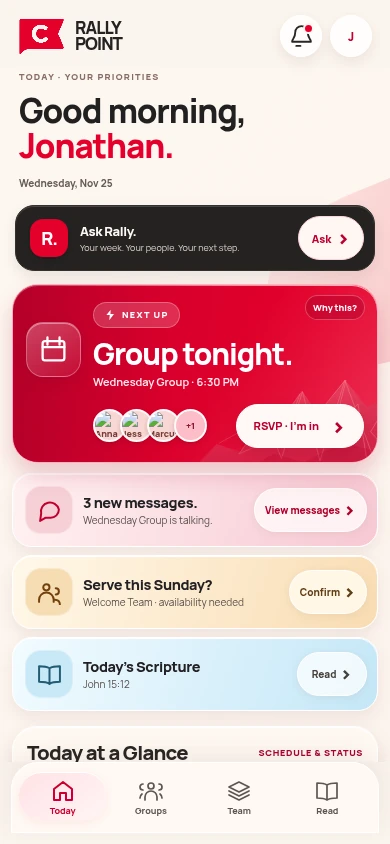 C RALLY
POINT
J
TODAY · YOUR PRIORITIES
Good morning,
Jonathan.
Wednesday, Nov 25
R.
Ask Rally.
Your week. Your people. Your next step.
Ask
Why this?
NEXT UP
Group tonight.
Wednesday Group · 6:30 PM
Anna
Jess
Marcu
+1
RSVP · I'm in
3 new messages.
Wednesday Group is talking.
View messages
Serve this Sunday?
Welcome Team · availability needed
Confirm
Today's Scripture
John 15:12
Read
Today at a Glance
SCHEDULE & STATUS
Today
Groups
Team
Read